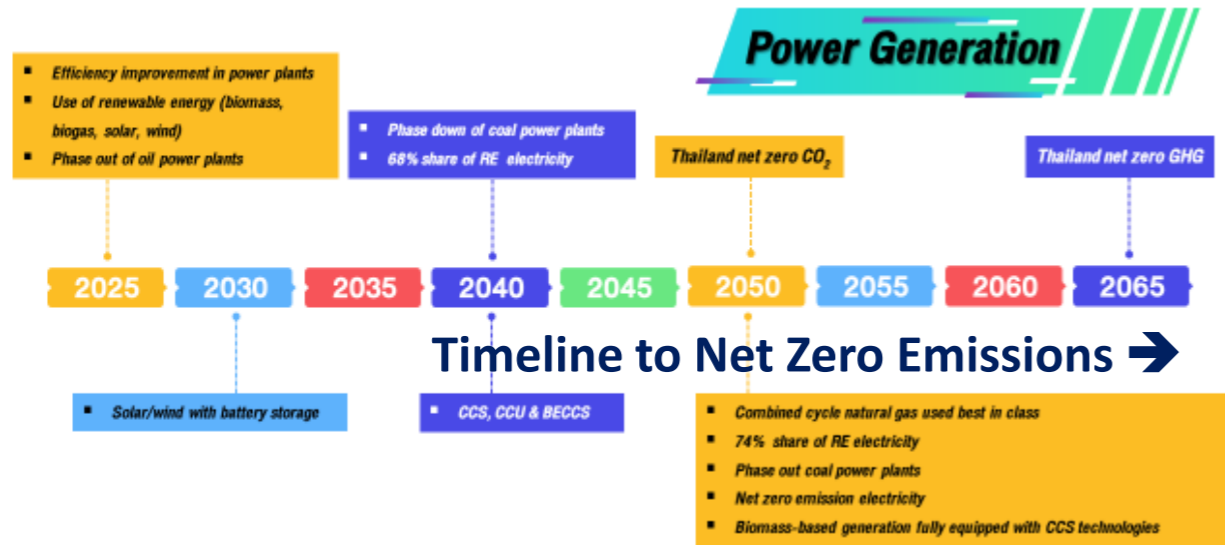 Power Generation
▪ Efficiency improvement in power plants
▪ Use of renewable energy (biomass,
biogas, solar, wind)
▪ Phase out of oil power plants
▪ Phase down of coal power plants
▪ 68% share of RE electricity
Thailand net zero CO₂
Thailand net zero GHG
2025 2030 2035 2040 2045 2050 2055 2060 2065
Timeline to Net Zero Emissions ➔
▪ Solar/wind with battery storage
▪ CCS, CCU & BECCS
▪ Combined cycle natural gas used best in class
▪ 74% share of RE electricity
▪ Phase out coal power plants
▪ Net zero emission electricity
▪ Biomass-based generation fully equipped with CCS technologies